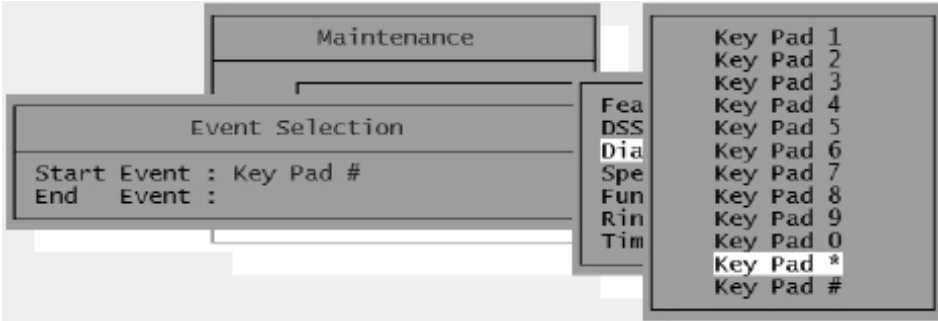 Maintenance
Event Selection
Start Event : Key Pad #
End Event :
Fea
DSS
Dia
Spe
Fun
Rin
Tim
Key Pad 1
Key Pad 2
Key Pad 3
Key Pad 4
Key Pad 5
Key Pad 6
Key Pad 7
Key Pad 8
Key Pad 9
Key Pad 0
Key Pad *
Key Pad #